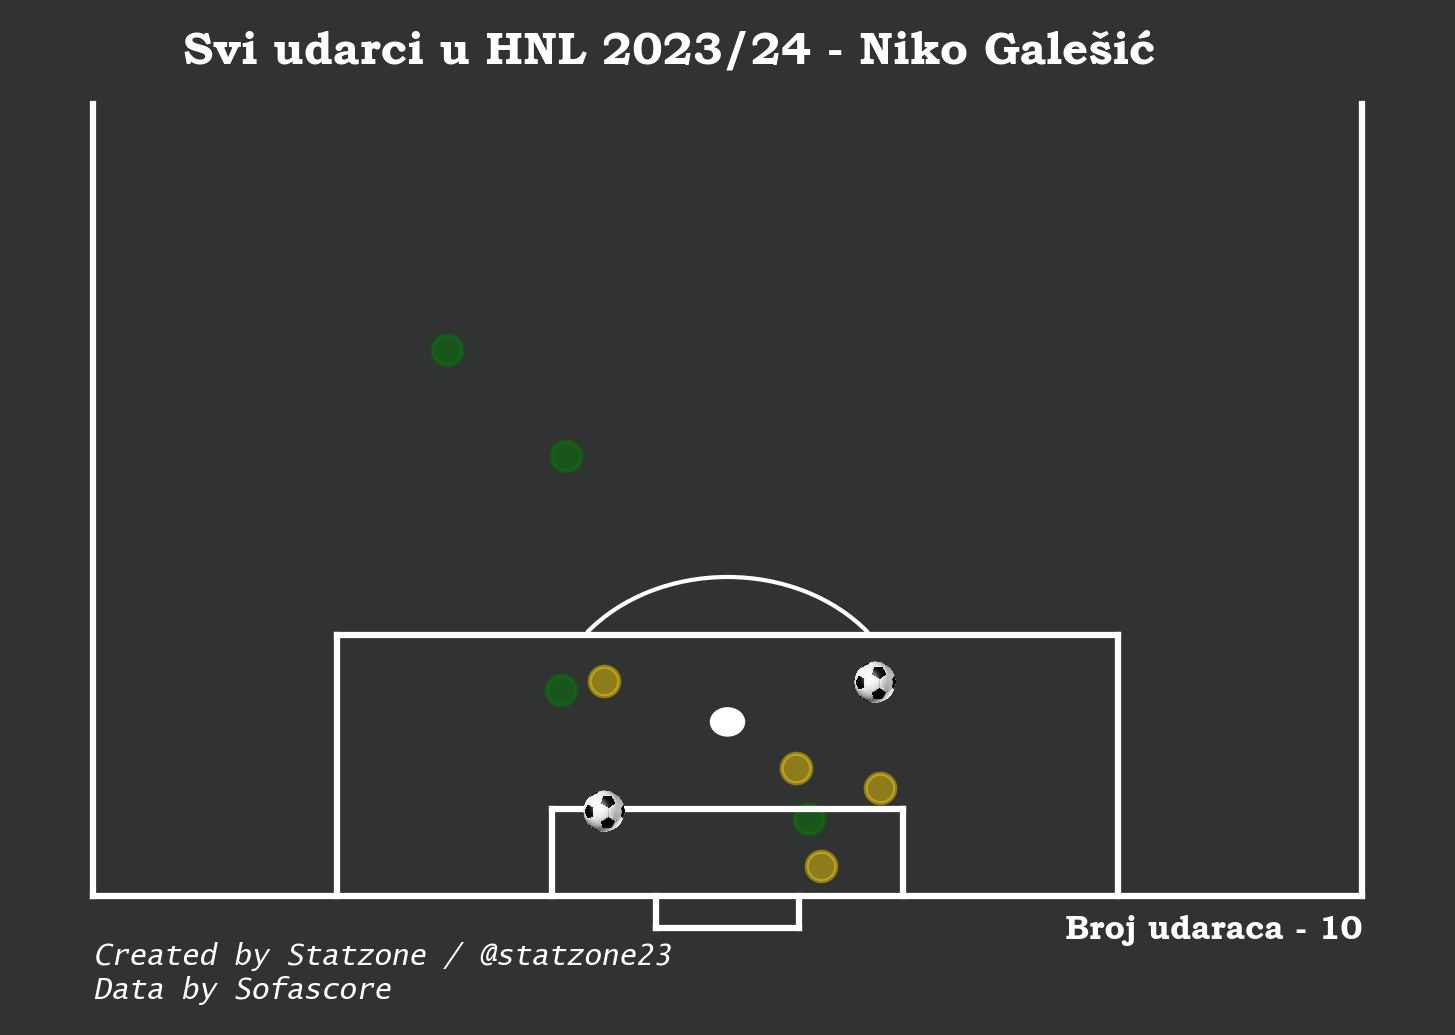 Svi udarci u HNL 2023/24 - Niko Galešić
Broj udaraca - 10
Created by Statzone / @statzone23
Data by Sofascore